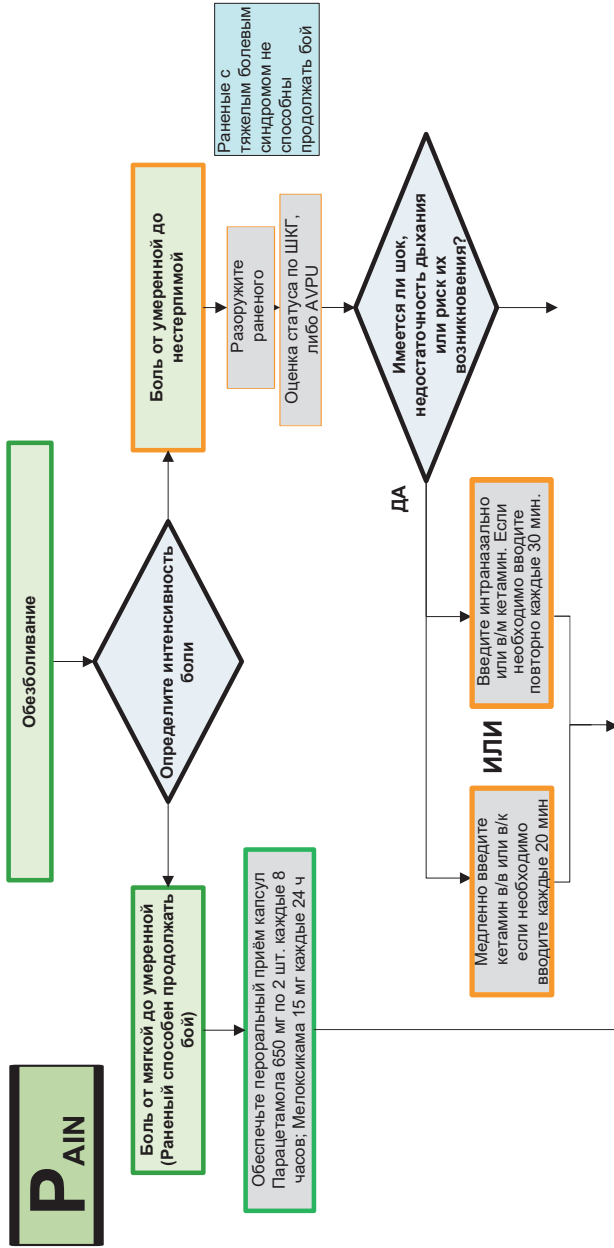 PAIN
Обезболивание
Определите интенсивность
боли
Боль от мягкой до умеренной
(Раненый способен продолжать
бой)
Боль от умеренной до
нестерпимой
Обеспечьте пероральный приём капсул
Парацетамола 650 мг по 2 шт. каждые 8
часов; Мелоксикама 15 мг каждые 24 ч
Разоружите
раненого
Раненые с
тяжелым болевым
синдромом не
способны
продолжать бой
Оценка статуса по ШКГ,
либо AVPU
Имеется ли шок,
недостаточность дыхания
или риск их
возникновения?
ДА
Медленно введите
кетамин в/в или в/к
если необходимо
вводите каждые 20 мин
ИЛИ
Введите интраназально
или в/м кетамин. Если
необходимо вводите
повторно каждые 30 мин.